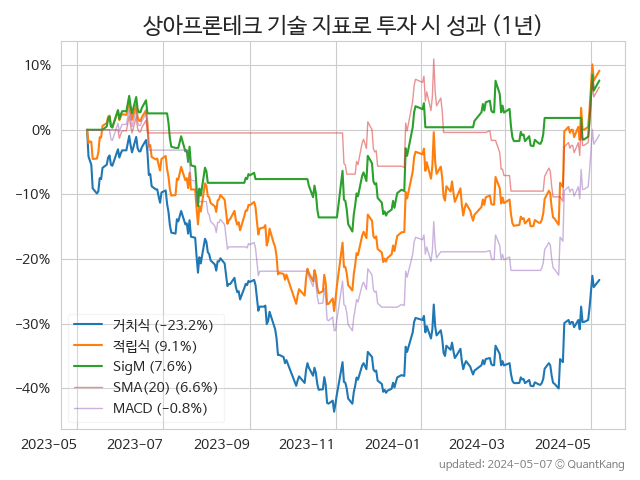 상아프론테크 기술 지표로 투자 시 성과 (1년)
10%
0%
−10%
−20%
−30%
−40%
거치식 (−23.2%)
적립식 (9.1%)
SigM (7.6%)
SMA(20) (6.6%)
MACD (−0.8%)
2023-05 2023-07 2023-09 2023-11 2024-01 2024-03 2024-05
updated: 2024-05-07 © QuantKang